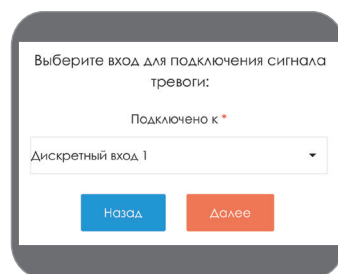 Выберите вход для подключения сигнала
тревоги:
Подключено к *
Дискретный вход 1
Назад
Далее